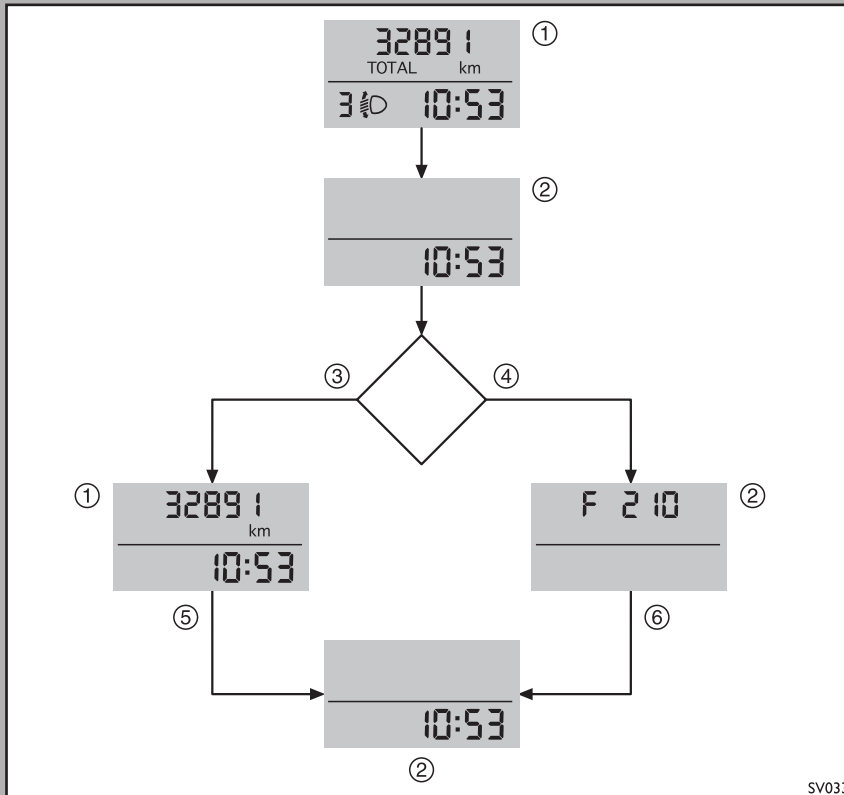 ①
32891
TOTAL km
3 10:53
②
10:53
③ ④
① 32891
km
10:53
F 210 ②
⑤ ⑥
10:53
②
SV033